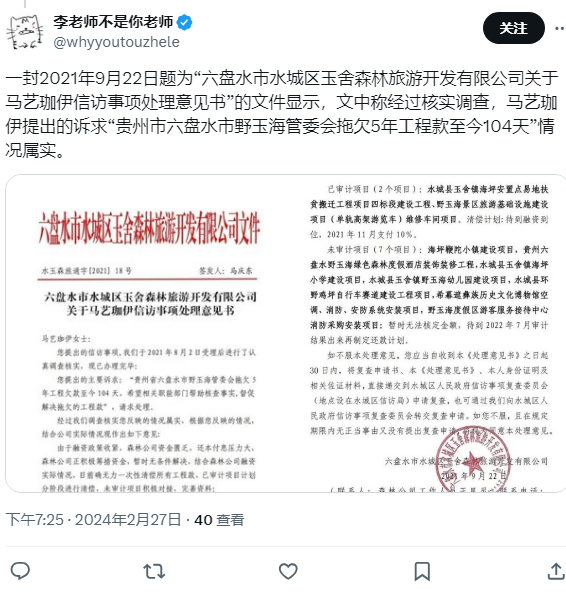 李老师不是你老师
@whyyoutouzhele
关注
一封2021年9月22日题为“六盘水市水城区玉舍森林旅游开发有限公司关于
马艺珈伊信访事项处理意见书”的文件显示，文中称经过核实调查，马艺珈
伊提出的诉求“贵州市六盘水市野玉海管委会拖欠5年工程款至今104天”情
况属实。
六盘水市水城区玉舍森林旅游开发有限公司文件
水玉森旅通字[2021] 18号 签发人：马庆东
六盘水市水城区玉舍森林旅游开发有限公司
关于马艺珈伊信访事项处理意见书
马艺珈伊女士：
您提出的信访事项，我们于2021年8月2日受理后进行了认
真调查核实，现已办理完毕：
您提出的主要诉求：“贵州省六盘水市野玉海管委会拖欠5
年工程欠款至今104天，希望相关职能部门帮助核查事实，督促
解决拖欠的工程款”，请求处理。
经过我们调查核实您反映的情况属实，根据您反映的情况，
结合公司实际情况现作出如下意见：
由于融资政策收紧，森林公司资金匮乏，还本付息压力大，
森林公司正积极筹措资金，暂时无条件解决，结合森林公司融资
实际情况，目前确无力一次性清偿所有工程款，已审计项目计划
分阶段进行清偿，未审计项目积极对接，完善资料：
已审计项目（2个项目）：水城县玉舍镇海坪安置点易地扶
贫搬迁工程项目四标段建设工程、野玉海景区旅游基础设施建设
项目（单轨高架游览车）维修车间项目。清偿计划：待到融资到
位，2021年11月支付10%。
未审计项目（7个项目）：海坪鞭陀小镇建设项目，贵州六
盘水野玉海绿色森林度假酒店装饰装修工程，水城县玉舍镇海坪
小学建设项目，水城县玉舍镇野玉海幼儿园建设项目，水城县环
野鸡坪自行车赛道建设工程项目，希慕遮彝族历史文化博物馆空
调、消防、安防系统安装项目，野玉海度假区游客服务接待中心
消防采购安装项目：暂时无法核定金额，待到2022年7月审计
结果出来再制定还款计划。
如不服本处理意见，您应当自收到本《处理意见书》之日起
30日内，将复查申请书、本《处理意见书》、本人身份证明及
相关佐证材料，直接递交到水城区人民政府信访事项复查委员会
（地点设在水城区信访局）申请复查，也可通过我们向水城区人
民政府信访事项复查委员会转交复查申请。如您不服，且在规定
期限内无正当事由又没有提出复查申请，
本处理意见。
六盘水市水城区玉舍森林旅游开发有限公司
2021年9月22日
下午7:25 · 2024年2月27日 · 40 查看